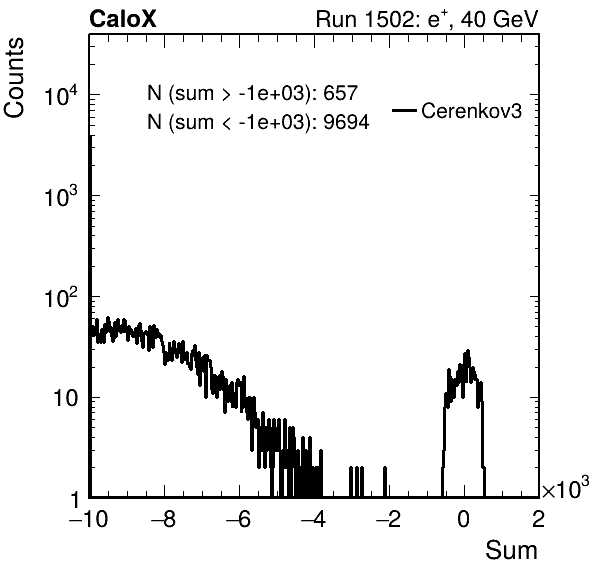 CaloX Run 1502: e⁺, 40 GeV
Counts
N (sum > -1e+03): 657
N (sum < -1e+03): 9694
Cerenkov3
10⁴
10³
10²
10
1
−10 −8 −6 −4 −2 0 2
×10³
Sum